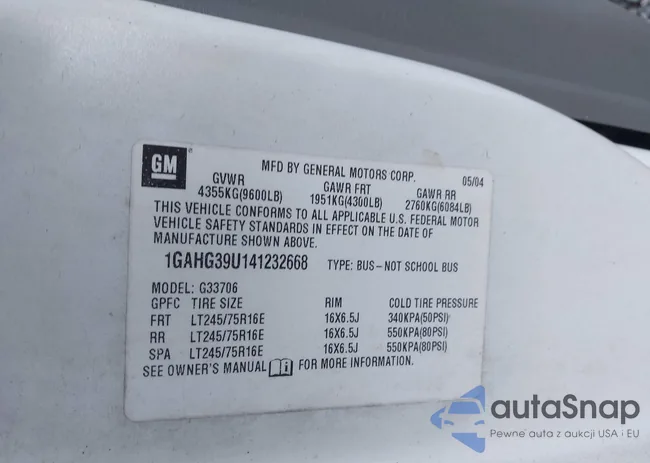 GM
MFD BY GENERAL MOTORS CORP. 05/04
GVWR GAWR FRT GAWR RR
4355KG(9600LB) 1951KG(4300LB) 2760KG(6084LB)
THIS VEHICLE CONFORMS TO ALL APPLICABLE U.S. FEDERAL MOTOR
VEHICLE SAFETY STANDARDS IN EFFECT ON THE DATE OF
MANUFACTURE SHOWN ABOVE.
1GAHG39U141232668 TYPE: BUS-NOT SCHOOL BUS
MODEL: G33706
GPFC TIRE SIZE RIM COLD TIRE PRESSURE
FRT LT245/75R16E 16X6.5J 340KPA(50PSI)
RR LT245/75R16E 16X6.5J 550KPA(80PSI)
SPA LT245/75R16E 16X6.5J 550KPA(80PSI)
SEE OWNER'S MANUAL FOR MORE INFORMATION.
autaSnap
Pewne auta z aukcji USA i EU